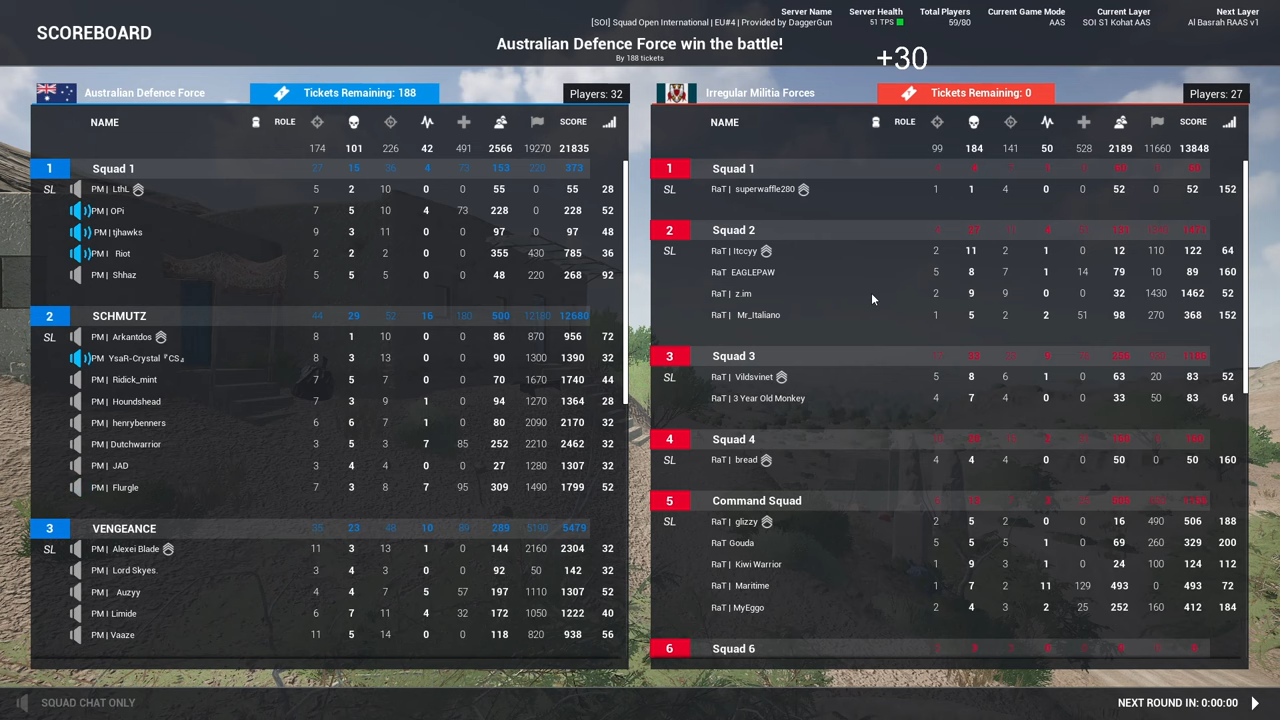 SCOREBOARD
Server Name Server Health Total Players Current Game Mode Current Layer Next Layer
[SOI] Squad Open International | EU#4 | Provided by DaggerGun 51 TPS 59/80 AAS SOI S1 Kohat AAS Al Basrah RAAS v1
Australian Defence Force win the battle!
By 188 tickets
+30
Australian Defence Force Tickets Remaining: 188 Players: 32
NAME ROLE SCORE
174 101 226 42 491 2566 19270 21835
1 Squad 1 15 4 73 153 220 373
SL PM | LthL 5 2 10 0 0 55 0 55 28
PM | OPi 7 5 10 4 73 228 0 228 52
PM | tjhawks 9 3 11 0 0 97 0 97 48
PM I Riot 2 2 2 0 0 355 430 785 36
PM | Shhaz 5 5 5 0 0 48 220 268 92
2 SCHMUTZ 44 29 52 16 180 500 12180 12680
SL PM | Arkantdos 8 1 10 0 0 86 870 956 72
PM YsaR-Crystal『CS』 8 3 13 0 0 90 1300 1390 32
PM | Ridick_mint 7 5 7 0 0 70 1670 1740 44
PM | Houndshead 7 3 9 1 0 94 1270 1364 28
PM | henrybenners 6 6 7 1 0 80 2090 2170 32
PM | Dutchwarrior 3 5 3 7 85 252 2210 2462 32
PM | JAD 3 4 4 0 0 27 1280 1307 32
PM | Flurgle 7 3 8 7 95 309 1490 1799 52
3 VENGEANCE 35 23 48 10 89 289 5190 5479
SL PM | Alexei Blade 11 3 13 1 0 144 2160 2304 32
PM | Lord Skyes. 3 4 3 0 0 92 50 142 32
PM | Auzyy 4 4 7 5 57 197 1110 1307 52
PM I Limide 6 7 11 4 32 172 1050 1222 40
PM | Vaaze 11 5 14 0 0 118 820 938 56
Irregular Militia Forces Tickets Remaining: 0 Players: 27
NAME ROLE SCORE
99 184 141 50 528 2189 11660 13848
1 Squad 1
SL RaT | superwaffle280 1 1 4 0 0 52 0 52 152
2 Squad 2
SL RaT | Itccyy 2 11 2 1 0 12 110 122 64
RaT EAGLEPAW 5 8 7 1 14 79 10 89 160
RaT | z.im 2 9 9 0 0 32 1430 1462 52
RaT | Mr_Italiano 1 5 2 2 51 98 270 368 152
3 Squad 3
SL RaT | Vildsvinet 5 8 6 1 0 63 20 83 52
RaT | 3 Year Old Monkey 4 7 4 0 0 33 50 83 64
4 Squad 4
SL RaT | bread 4 4 4 0 0 50 0 50 160
5 Command Squad
SL RaT | glizzy 2 5 2 0 0 16 490 506 188
RaT Gouda 5 5 5 1 0 69 260 329 200
RaT | Kiwi Warrior 1 9 3 1 0 24 100 124 112
RaT | Maritime 1 7 2 11 129 493 0 493 72
RaT | MyEggo 2 4 3 2 25 252 160 412 184
6 Squad 6
SQUAD CHAT ONLY
NEXT ROUND IN: 0:00:00